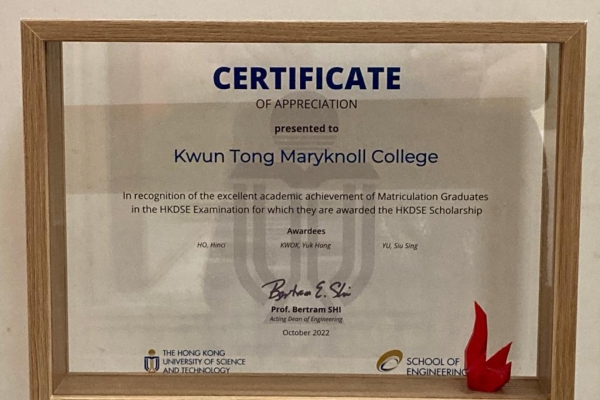 CERTIFICATE
OF APPRECIATION
presented to
Kwun Tong Maryknoll College
In recognition of the excellent academic achievement of Matriculation Graduates
in the HKDSE Examination for which they are awarded the HKDSE Scholarship
Awardees
HO, Hinci KWOK, Yuk Hong YU, Siu Sing
Bertram E. Shi
Prof. Bertram SHI
Acting Dean of Engineering
October 2022
THE HONG KONG
UNIVERSITY OF SCIENCE
AND TECHNOLOGY
SCHOOL OF
ENGINEERING